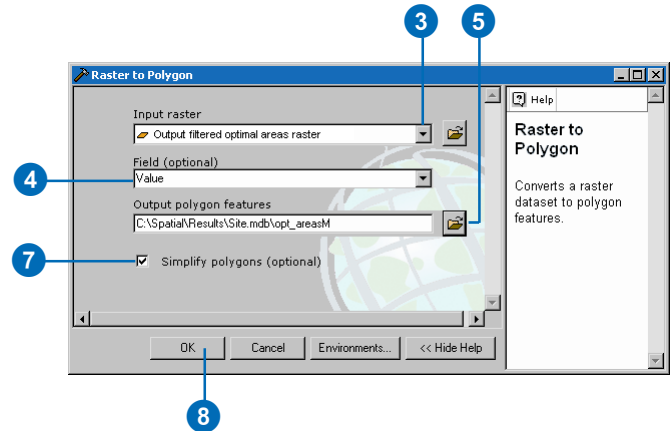 3
5
Raster to Polygon
Input raster
Output filtered optimal areas raster
Field (optional)
4
Value
Output polygon features
C:\Spatial\Results\Site.mdb\opt_areasM
7
Simplify polygons (optional)
OK
Cancel
Environments...
<< Hide Help
Help
Raster to
Polygon
Converts a raster
dataset to polygon
features.
8